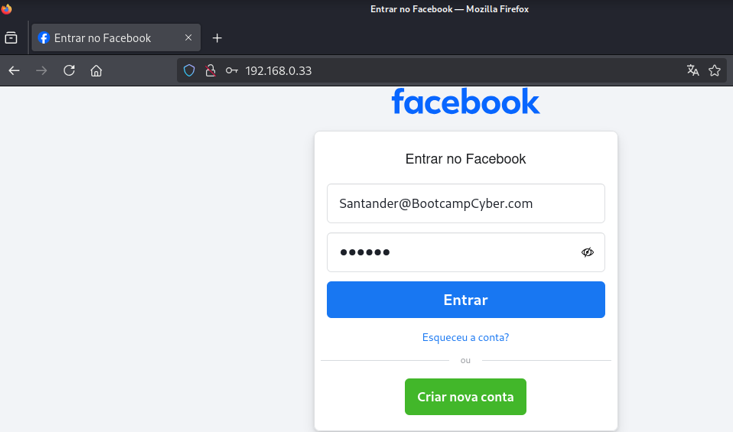 Entrar no Facebook — Mozilla Firefox
Entrar no Facebook
192.168.0.33
facebook
Entrar no Facebook
Santander@BootcampCyber.com
Entrar
Esqueceu a conta?
ou
Criar nova conta